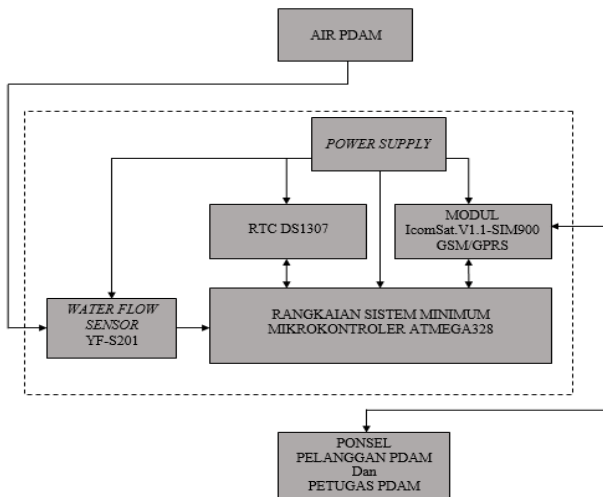 AIR PDAM
POWER SUPPLY
RTC DS1307
MODUL
IcomSat.V1.1-SIM900
GSM/GPRS
WATER FLOW
SENSOR
YF-S201
RANGKAIAN SISTEM MINIMUM
MIKROKONTROLER ATMEGA328
PONSEL
PELANGGAN PDAM
Dan
PETUGAS PDAM